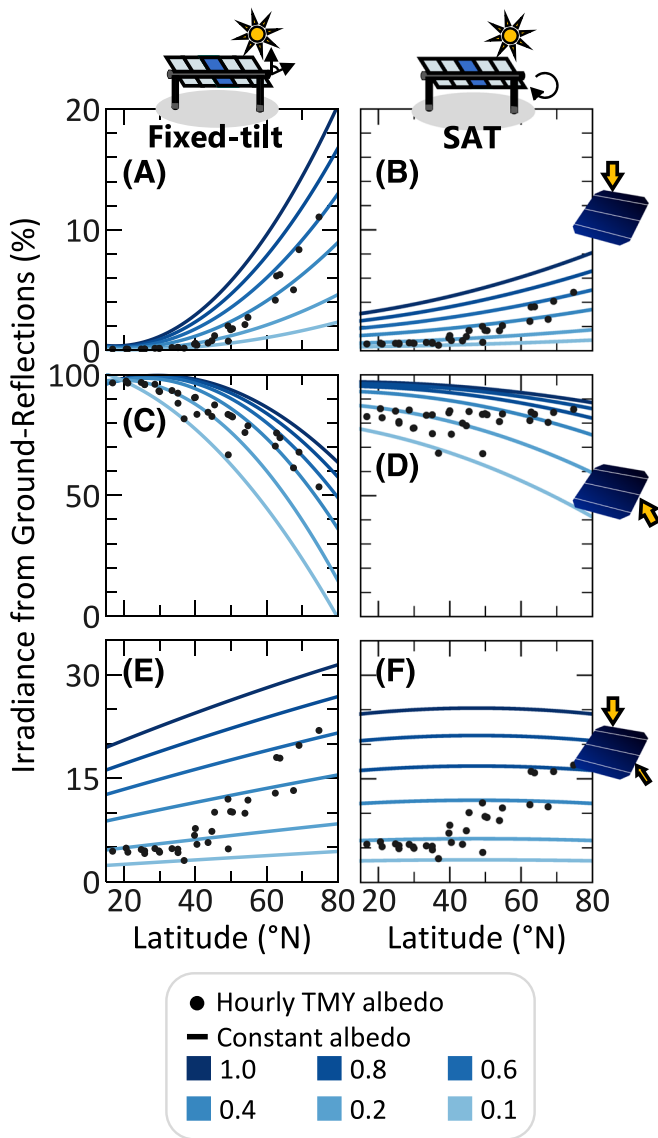 Fixed-tilt
SAT
Irradiance from Ground-Reflections (%)
20
(A)
(B)
10
0
100
(C)
(D)
50
0
(E)
(F)
30
15
0
20 40 60 80 20 40 60 80
Latitude (°N) Latitude (°N)
Hourly TMY albedo
Constant albedo
1.0 0.8 0.6
0.4 0.2 0.1